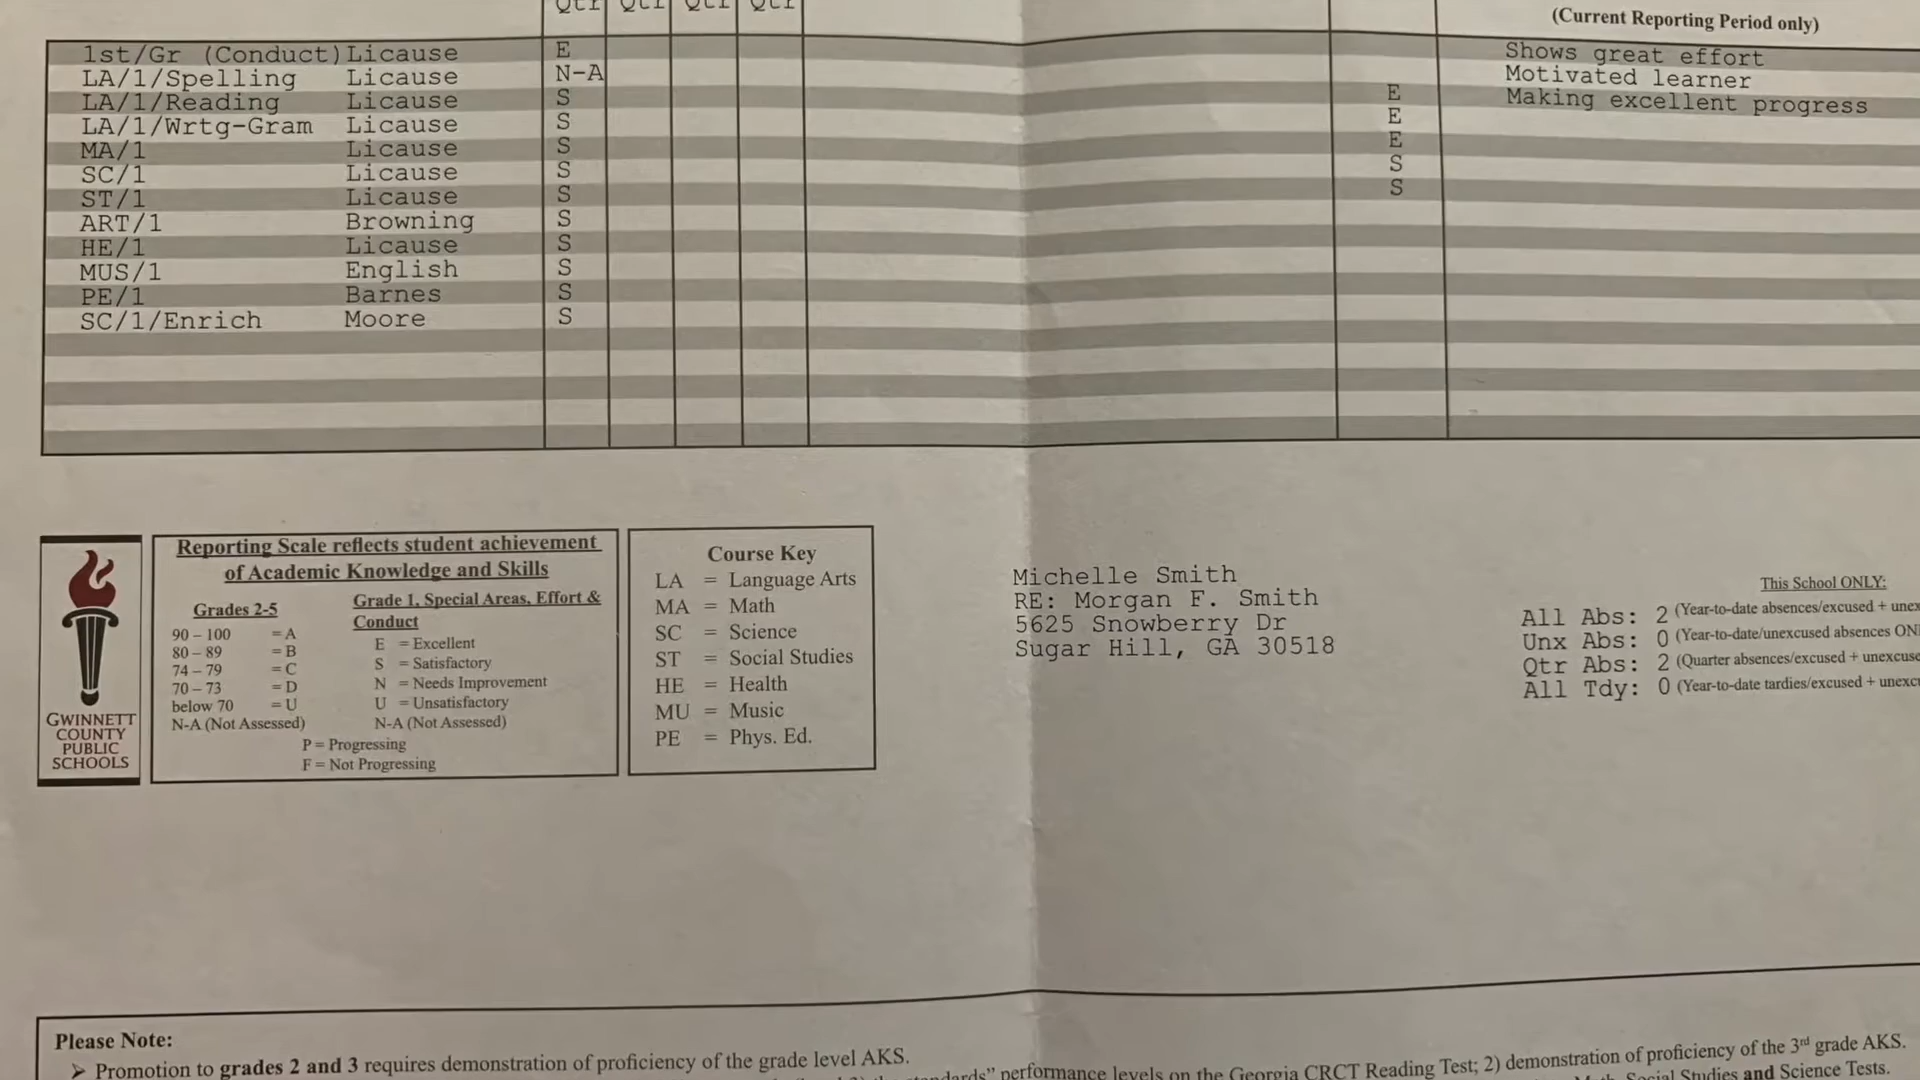 Qtr Qtr Qtr Qtr
(Current Reporting Period only)
1st/Gr (Conduct) Licause E Shows great effort
LA/1/Spelling Licause N-A Motivated learner
LA/1/Reading Licause S E Making excellent progress
LA/1/Wrtg-Gram Licause S E
MA/1 Licause S E
SC/1 Licause S S
ST/1 Licause S S
ART/1 Browning S
HE/1 Licause S
MUS/1 English S
PE/1 Barnes S
SC/1/Enrich Moore S
GWINNETT
COUNTY
PUBLIC
SCHOOLS
Reporting Scale reflects student achievement
of Academic Knowledge and Skills
Grades 2-5
90 – 100 = A
80 – 89 = B
74 – 79 = C
70 – 73 = D
below 70 = U
N-A (Not Assessed)
Grade 1, Special Areas, Effort &
Conduct
E = Excellent
S = Satisfactory
N = Needs Improvement
U = Unsatisfactory
N-A (Not Assessed)
P = Progressing
F = Not Progressing
Course Key
LA = Language Arts
MA = Math
SC = Science
ST = Social Studies
HE = Health
MU = Music
PE = Phys. Ed.
Michelle Smith
RE: Morgan F. Smith
5625 Snowberry Dr
Sugar Hill, GA 30518
This School ONLY:
All Abs: 2 (Year-to-date absences/excused + unex
Unx Abs: 0 (Year-to-date/unexcused absences ONL
Qtr Abs: 2 (Quarter absences/excused + unexcuse
All Tdy: 0 (Year-to-date tardies/excused + unexcu
Please Note:
➢ Promotion to grades 2 and 3 requires demonstration of proficiency of the grade level AKS.
performance levels on the Georgia CRCT Reading Test; 2) demonstration of proficiency of the 3rd grade AKS.
Social Studies and Science Tests.